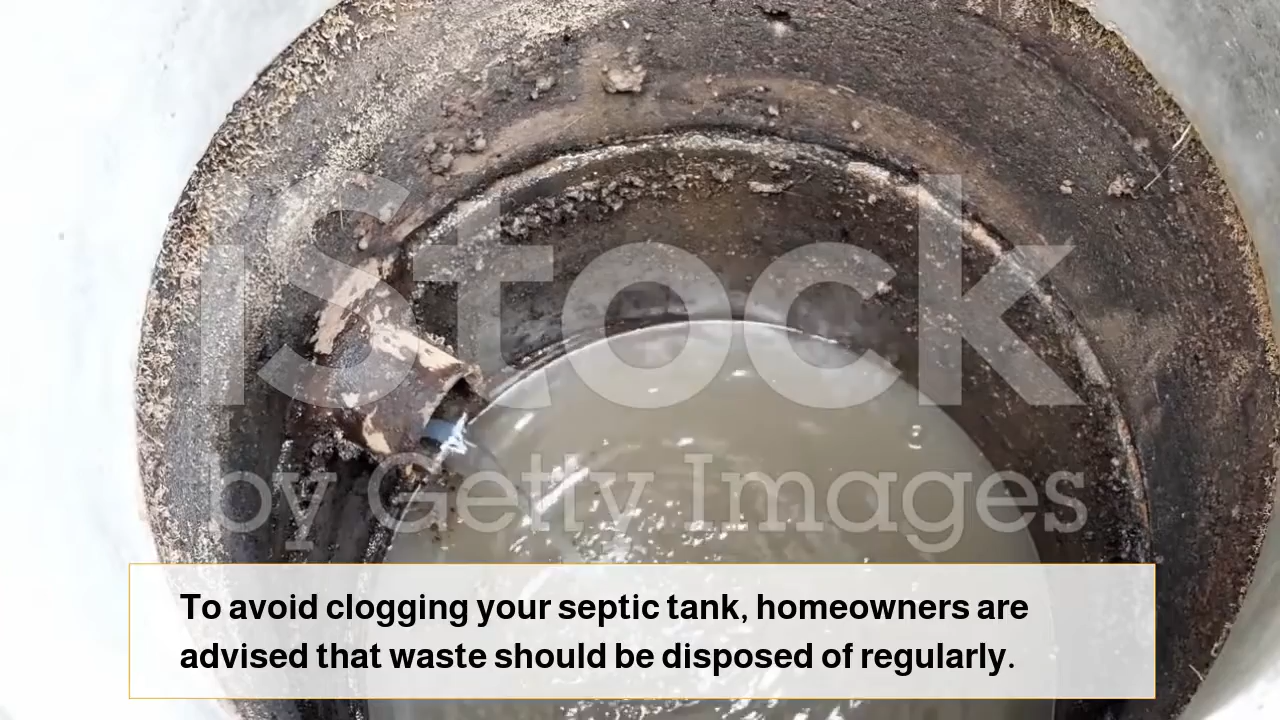 iStock
by Getty Images
To avoid clogging your septic tank, homeowners are
advised that waste should be disposed of regularly.